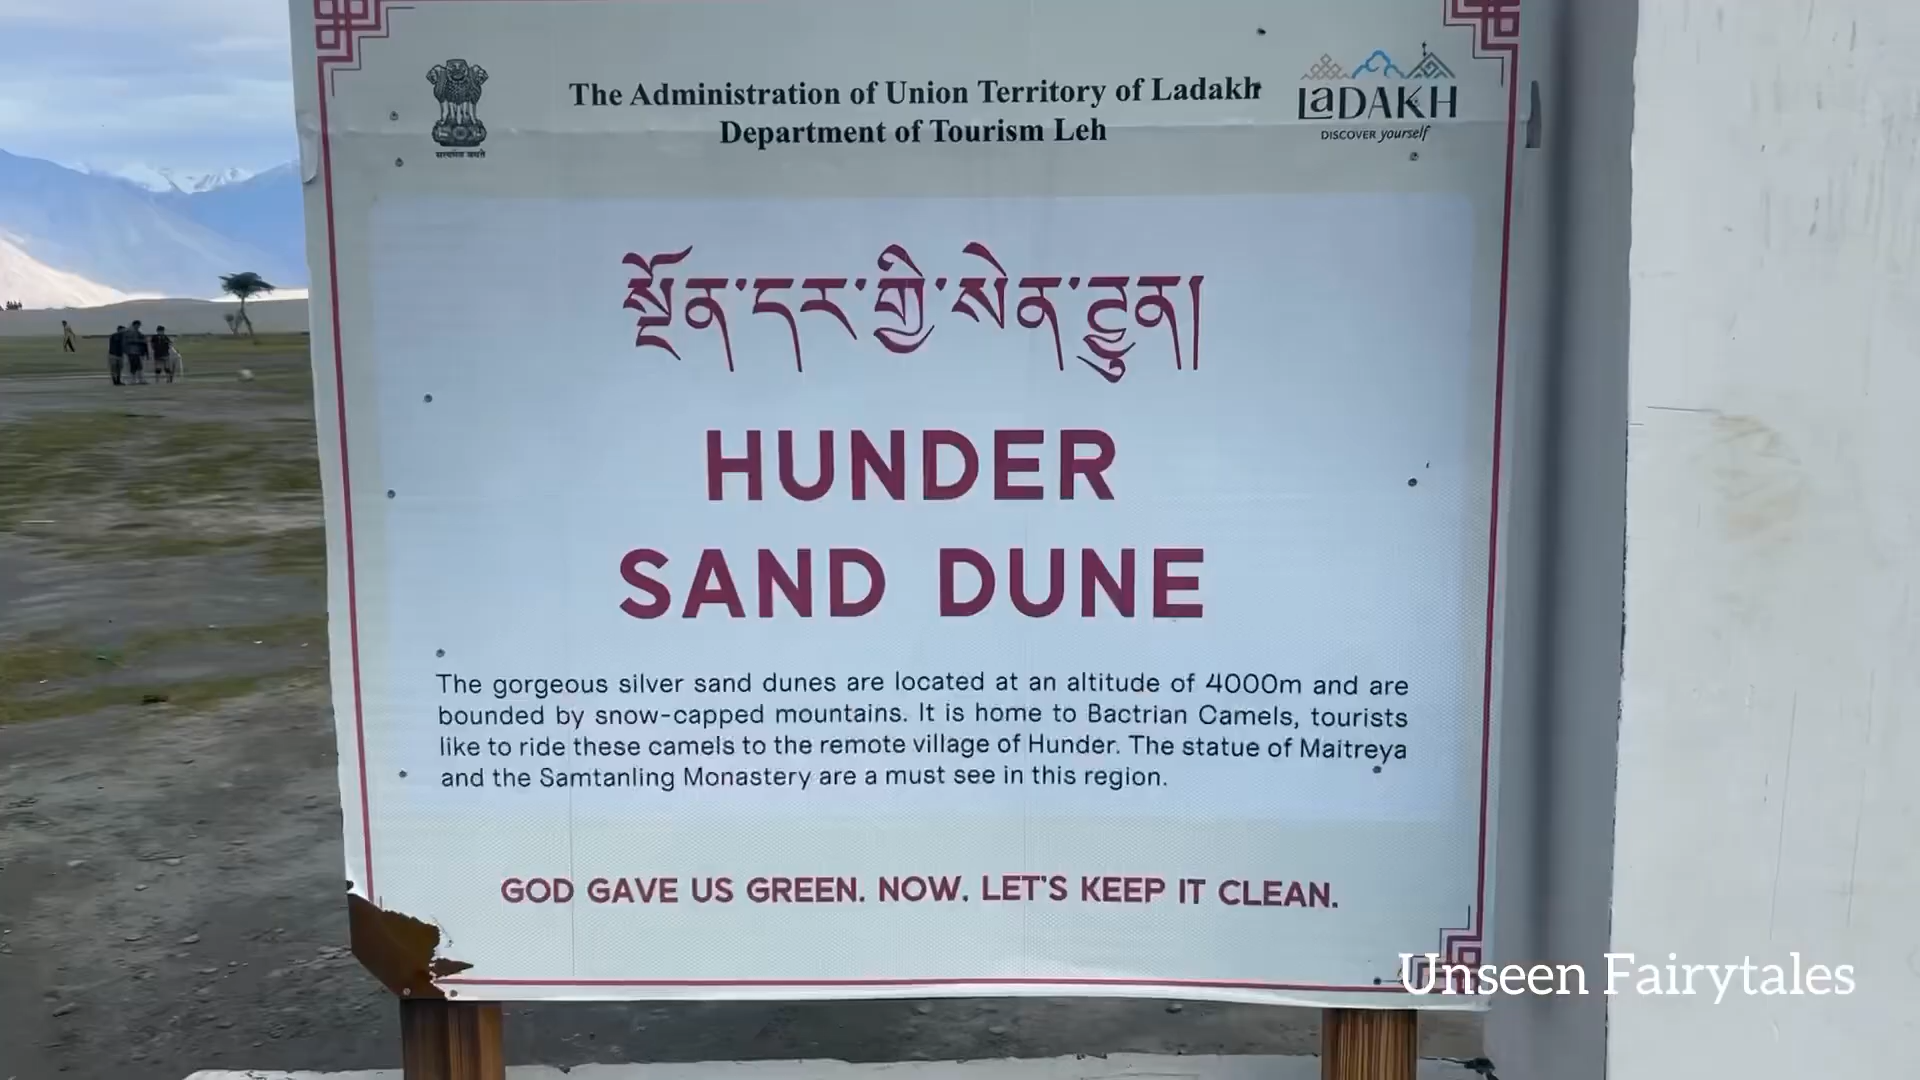 The Administration of Union Territory of Ladakh
Department of Tourism Leh
सत्यमेव जयते
LaDAKH
DISCOVER yourself
སྔོན་དར་གྱི་སེན་ཌུན།
HUNDER
SAND DUNE
The gorgeous silver sand dunes are located at an altitude of 4000m and are
bounded by snow-capped mountains. It is home to Bactrian Camels, tourists
like to ride these camels to the remote village of Hunder. The statue of Maitreya
and the Samtanling Monastery are a must see in this region.
GOD GAVE US GREEN. NOW. LET'S KEEP IT CLEAN.
Unseen Fairytales